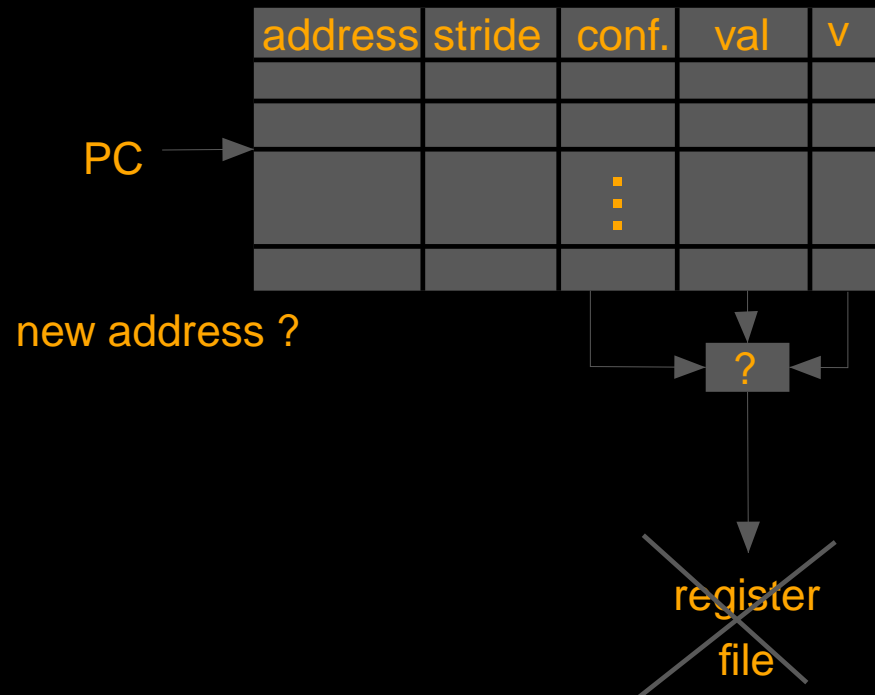 address stride conf. val v
PC
new address ?
?
register
file